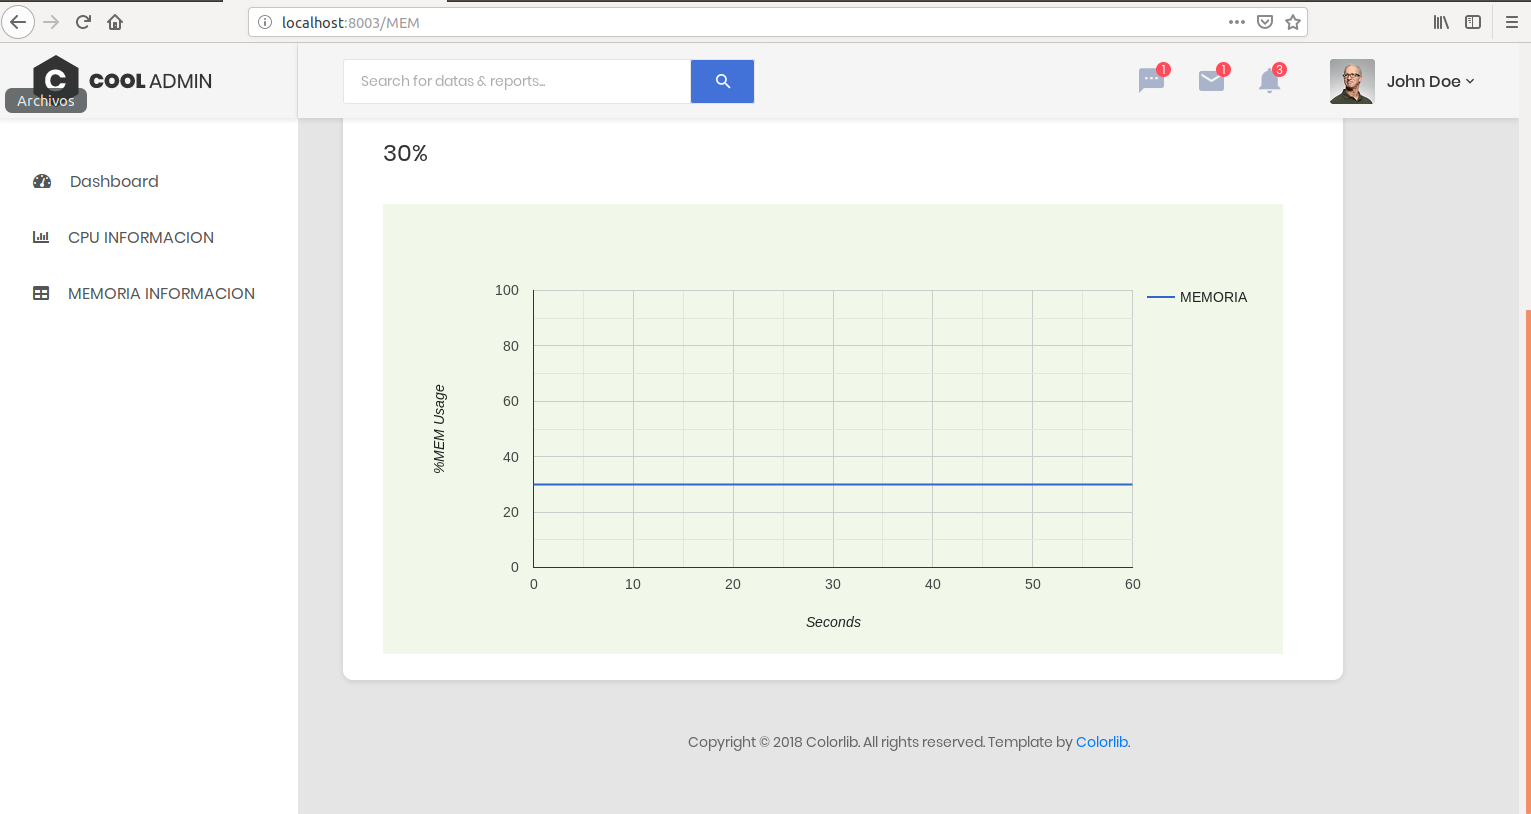 localhost:8003/MEM
COOL ADMIN
Archivos
Search for datas & reports...
1
1
3
John Doe
Dashboard
CPU INFORMACION
MEMORIA INFORMACION
30%
100
80
60
40
20
0
%MEM Usage
MEMORIA
0 10 20 30 40 50 60
Seconds
Copyright © 2018 Colorlib. All rights reserved. Template by Colorlib.